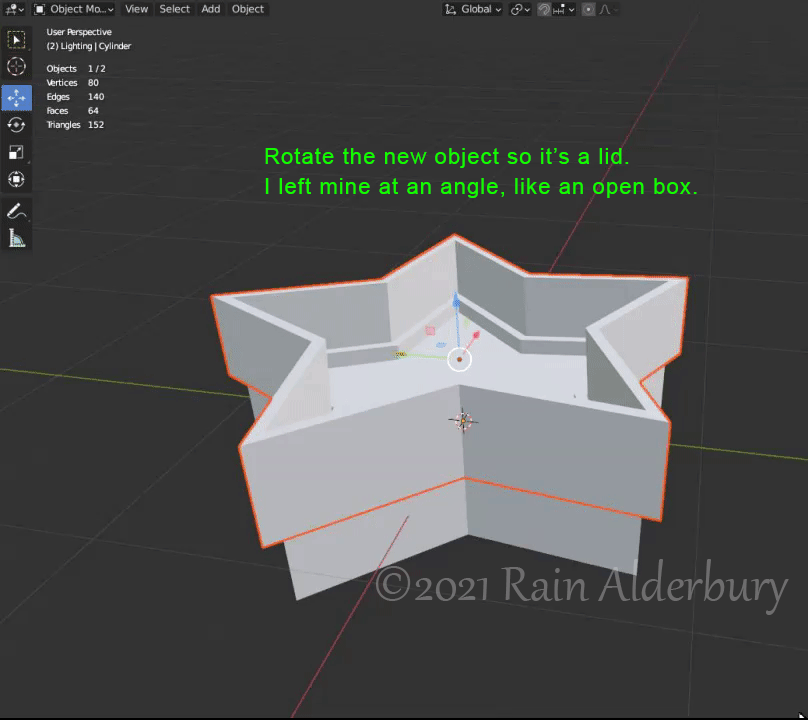 Object Mo... View Select Add Object Global
User Perspective
(2) Lighting | Cylinder
Objects 1 / 2
Vertices 80
Edges 140
Faces 64
Triangles 152
Rotate the new object so it's a lid.
I left mine at an angle, like an open box.
©2021 Rain Alderbury